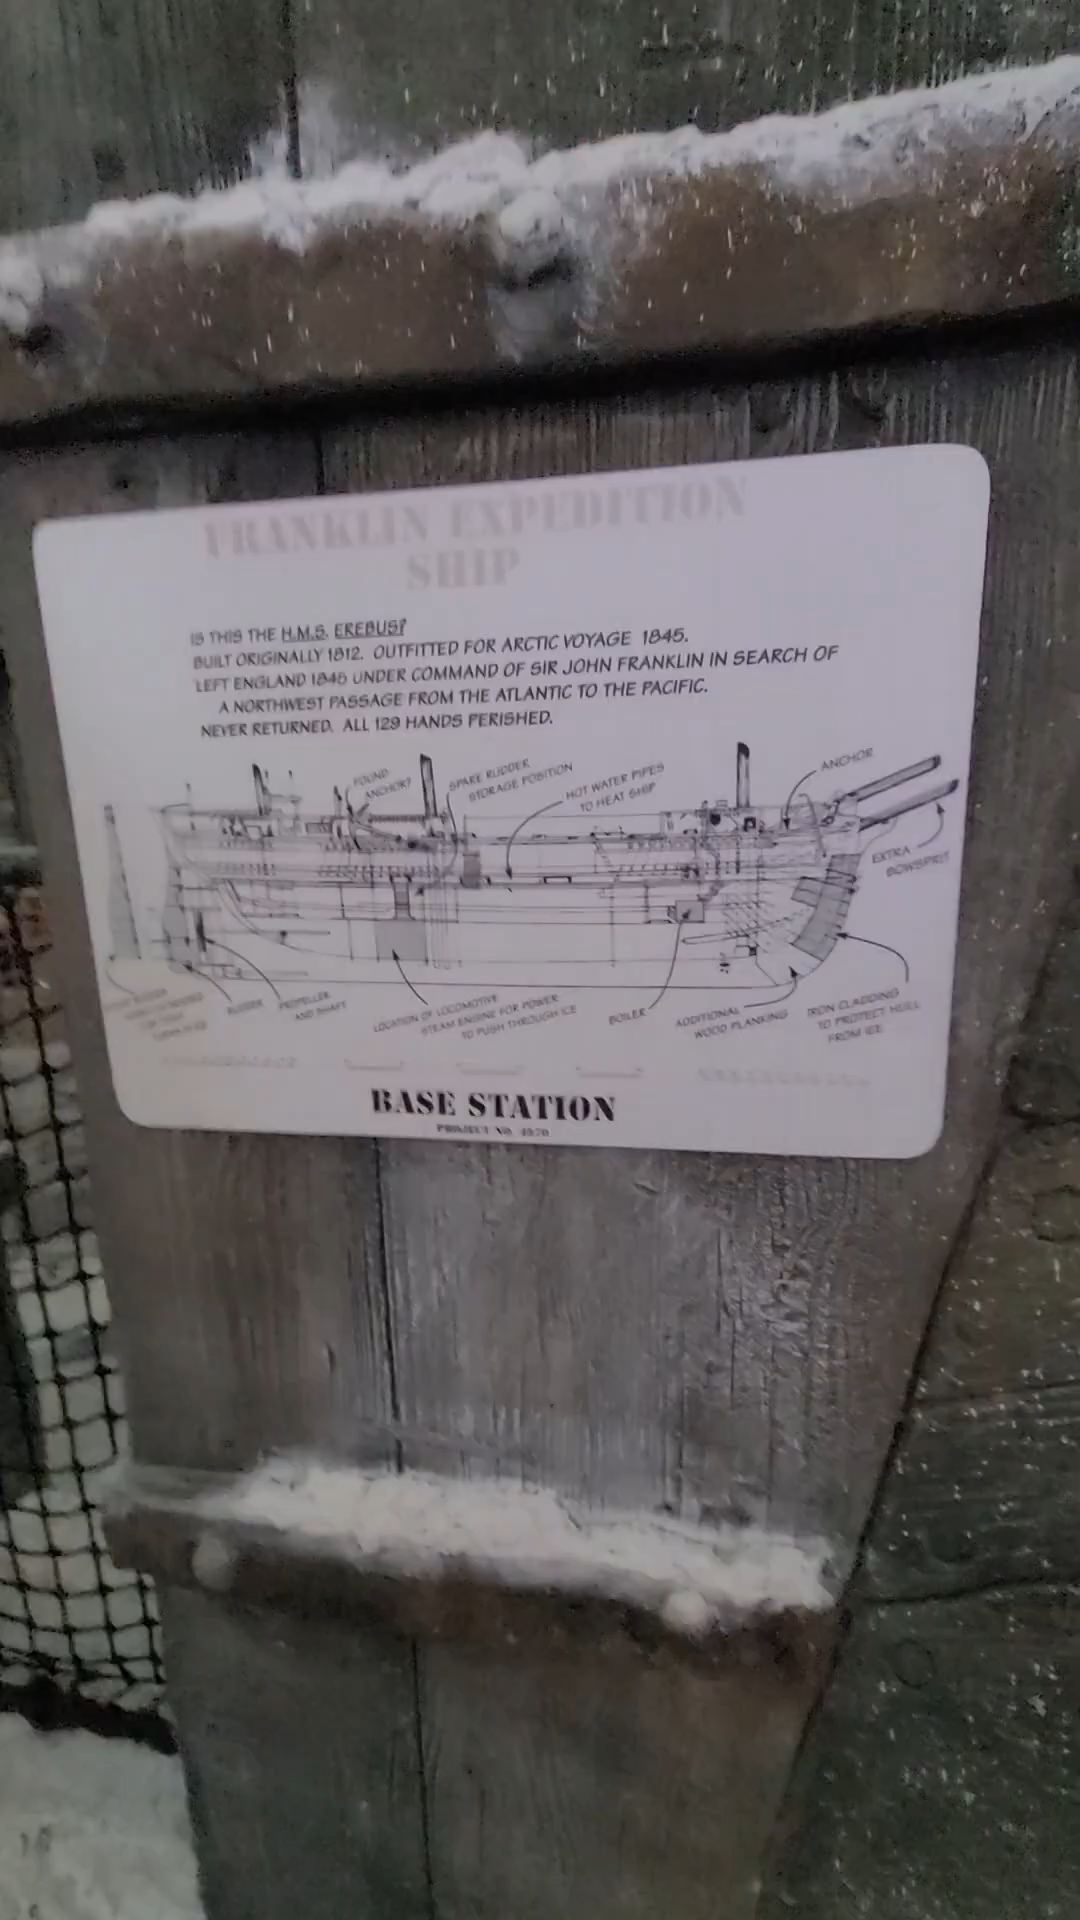 FRANKLIN EXPEDITION
SHIP
IS THIS THE H.M.S. EREBUS?
BUILT ORIGINALLY 1812. OUTFITTED FOR ARCTIC VOYAGE 1845.
LEFT ENGLAND 1845 UNDER COMMAND OF SIR JOHN FRANKLIN IN SEARCH OF
A NORTHWEST PASSAGE FROM THE ATLANTIC TO THE PACIFIC.
NEVER RETURNED. ALL 129 HANDS PERISHED.
FOUND
ANCHOR?
SPARE RUDDER
STORAGE POSITION
HOT WATER PIPES
TO HEAT SHIP
ANCHOR
EXTRA
BOWSPRIT
RUDDER
PROPELLER
AND SHAFT
LOCATION OF LOCOMOTIVE
STEAM ENGINE FOR POWER
TO PUSH THROUGH ICE
BOILER
ADDITIONAL
WOOD PLANKING
IRON CLADDING
TO PROTECT HULL
FROM ICE
BASE STATION
PROJECT NO.